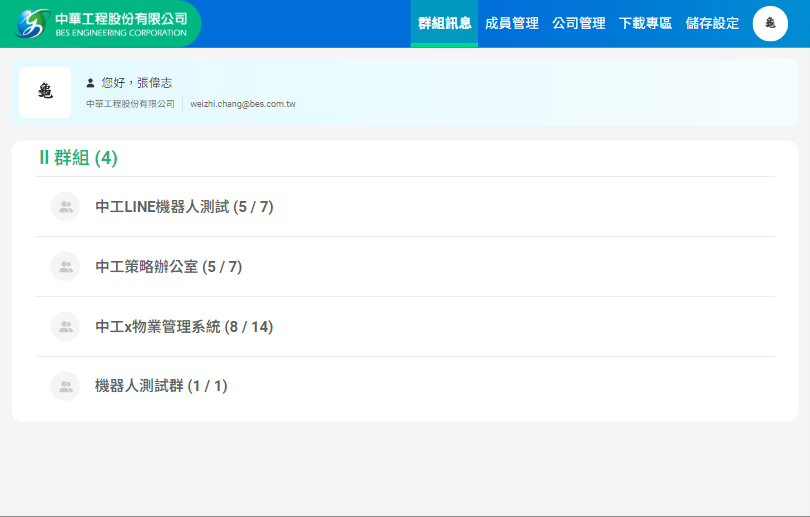 中華工程股份有限公司
BES ENGINEERING CORPORATION
群組訊息 成員管理 公司管理 下載專區 儲存設定 龜
龜
您好，張偉志
中華工程股份有限公司 weizhi.chang@bes.com.tw
群組 (4)
中工LINE機器人測試 (5 / 7)
中工策略辦公室 (5 / 7)
中工x物業管理系統 (8 / 14)
機器人測試群 (1 / 1)